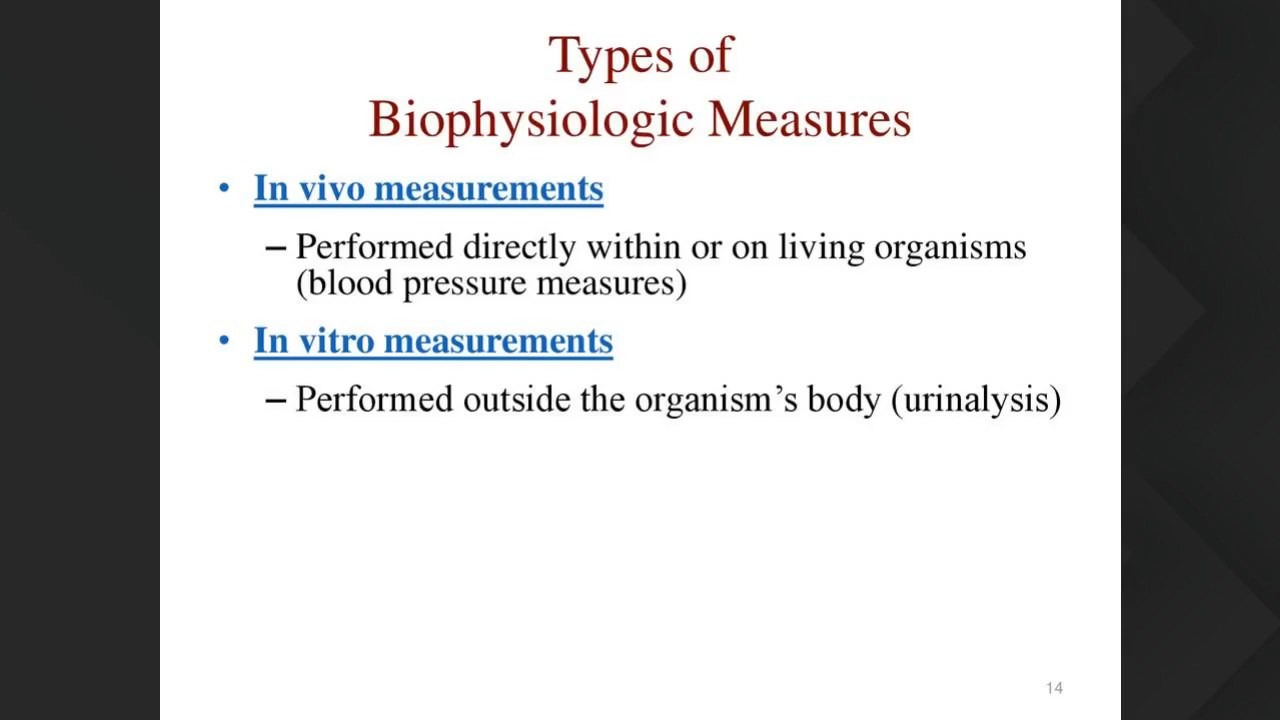 Types of
Biophysiologic Measures
• In vivo measurements
– Performed directly within or on living organisms
(blood pressure measures)
• In vitro measurements
– Performed outside the organism’s body (urinalysis)
14